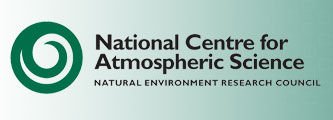 National Centre for
Atmospheric Science
NATURAL ENVIRONMENT RESEARCH COUNCIL